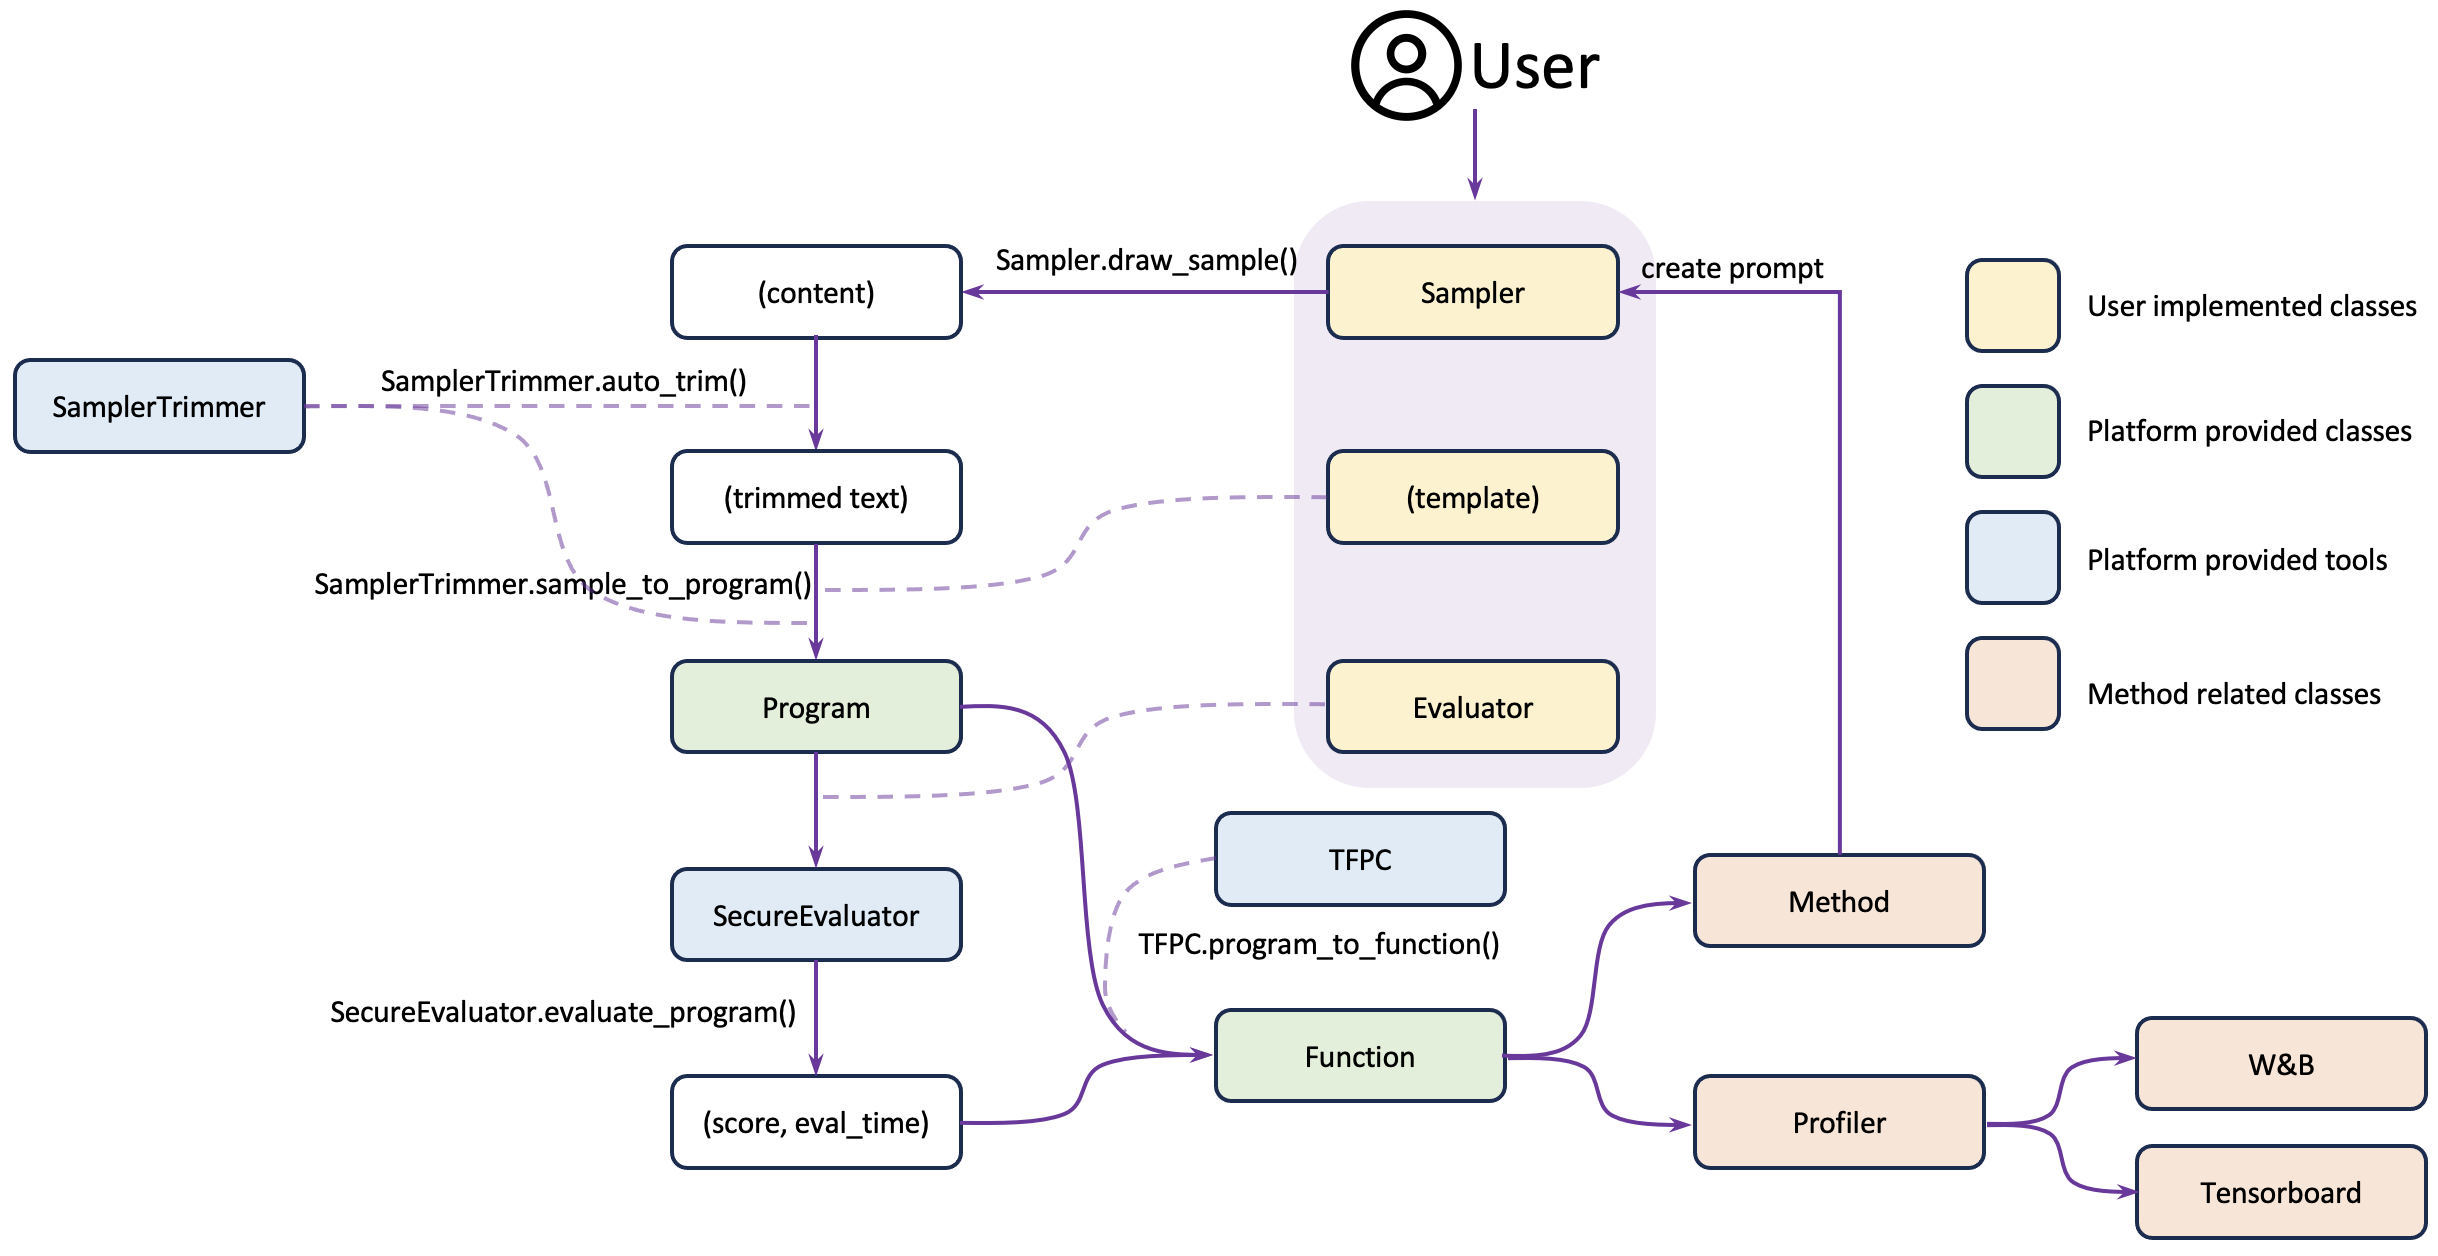 User
Sampler.draw_sample()
create prompt
(content)
Sampler
User implemented classes
SamplerTrimmer
SamplerTrimmer.auto_trim()
Platform provided classes
(trimmed text)
(template)
Platform provided tools
SamplerTrimmer.sample_to_program()
Program
Evaluator
Method related classes
TFPC
SecureEvaluator
TFPC.program_to_function()
Method
SecureEvaluator.evaluate_program()
Function
W&B
(score, eval_time)
Profiler
Tensorboard